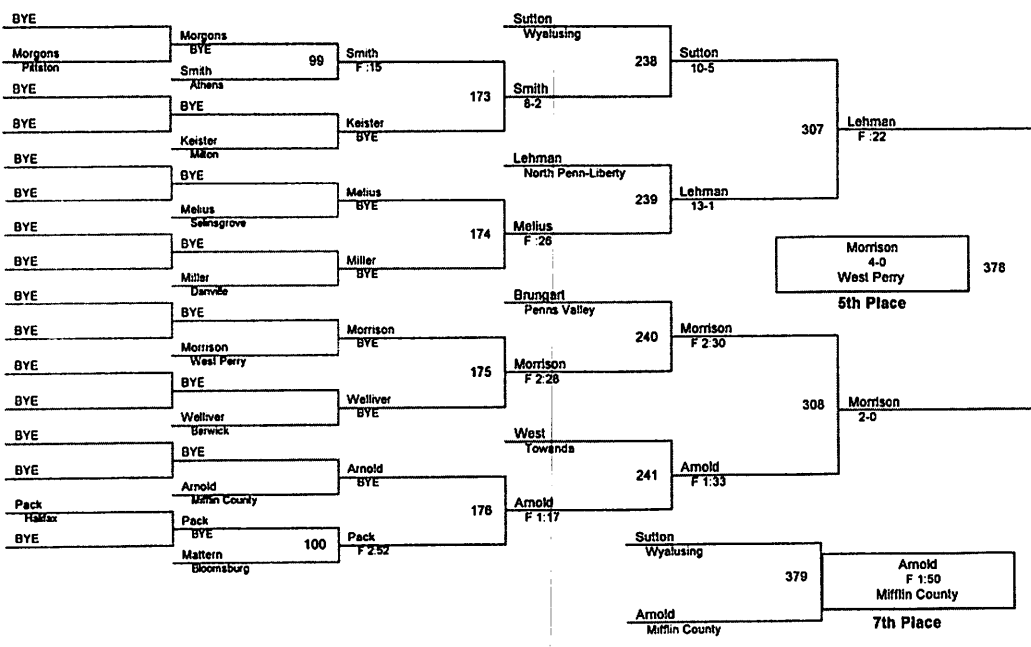 BYE
Morgons
Pittston
BYE
BYE
BYE
BYE
BYE
BYE
BYE
BYE
BYE
BYE
BYE
BYE
Pack
Halifax
BYE
Morgons
BYE
99
Smith
Athens
BYE
Keister
Milton
BYE
Melius
Selinsgrove
BYE
Miller
Danville
BYE
Morrison
West Perry
BYE
Welliver
Berwick
BYE
Arnold
Mifflin County
Pack
BYE
100
Mattern
Bloomsburg
Smith
F :15
173
Keister
BYE
Melius
BYE
174
Miller
BYE
Morrison
BYE
175
Welliver
BYE
Arnold
BYE
176
Pack
F 2:52
Sutton
Wyalusing
238
Smith
8-2
Lehman
North Penn-Liberty
239
Melius
F :26
Brungart
Penns Valley
240
Morrison
F 2:28
West
Towanda
241
Arnold
F 1:17
Sutton
10-5
307
Lehman
13-1
Morrison
F 2:30
308
Arnold
F 1:33
Lehman
F :22
Morrison
4-0
West Perry
378
5th Place
Morrison
2-0
Sutton
Wyalusing
379
Arnold
Mifflin County
Arnold
F 1:50
Mifflin County
7th Place